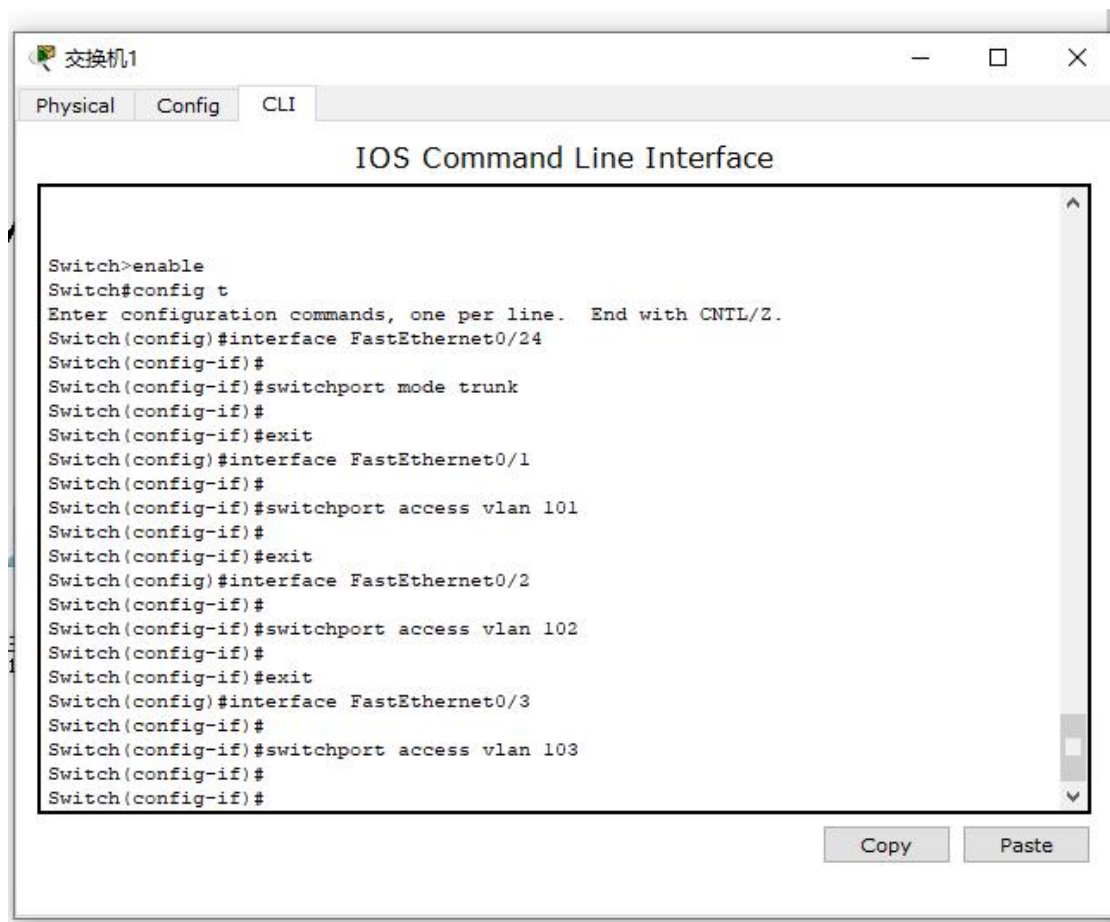 交换机1
Physical Config CLI
IOS Command Line Interface
Switch>enable
Switch#config t
Enter configuration commands, one per line.  End with CNTL/Z.
Switch(config)#interface FastEthernet0/24
Switch(config-if)#
Switch(config-if)#switchport mode trunk
Switch(config-if)#
Switch(config-if)#exit
Switch(config)#interface FastEthernet0/1
Switch(config-if)#
Switch(config-if)#switchport access vlan 101
Switch(config-if)#
Switch(config-if)#exit
Switch(config)#interface FastEthernet0/2
Switch(config-if)#
Switch(config-if)#switchport access vlan 102
Switch(config-if)#
Switch(config-if)#exit
Switch(config)#interface FastEthernet0/3
Switch(config-if)#
Switch(config-if)#switchport access vlan 103
Switch(config-if)#
Switch(config-if)#
Copy Paste